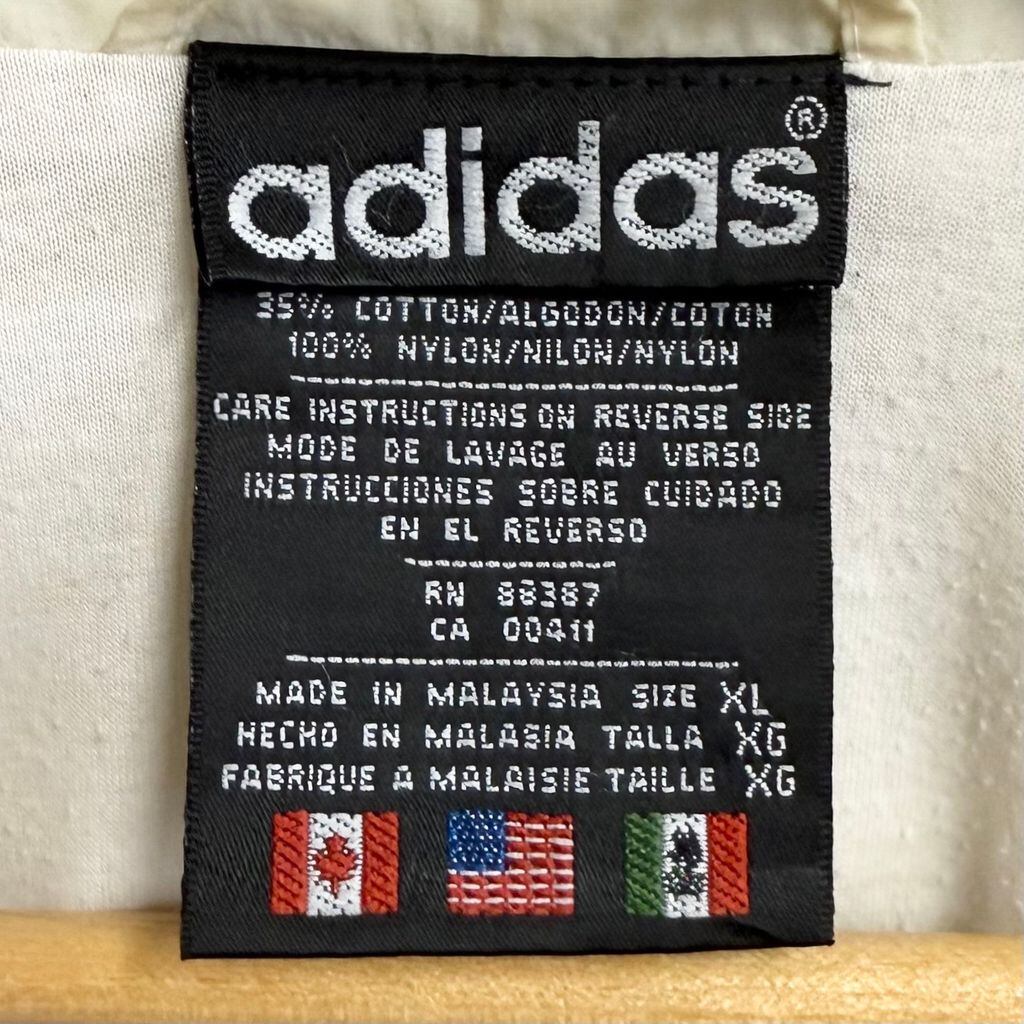 adidas®
35% COTTON/ALGODON/COTON
100% NYLON/NILON/NYLON
CARE INSTRUCTIONS ON REVERSE SIDE
MODE DE LAVAGE AU VERSO
INSTRUCCIONES SOBRE CUIDADO
EN EL REVERSO
RN 88387
CA 00411
MADE IN MALAYSIA SIZE XL
HECHO EN MALASIA TALLA XG
FABRIQUE A MALAISIE TAILLE XG